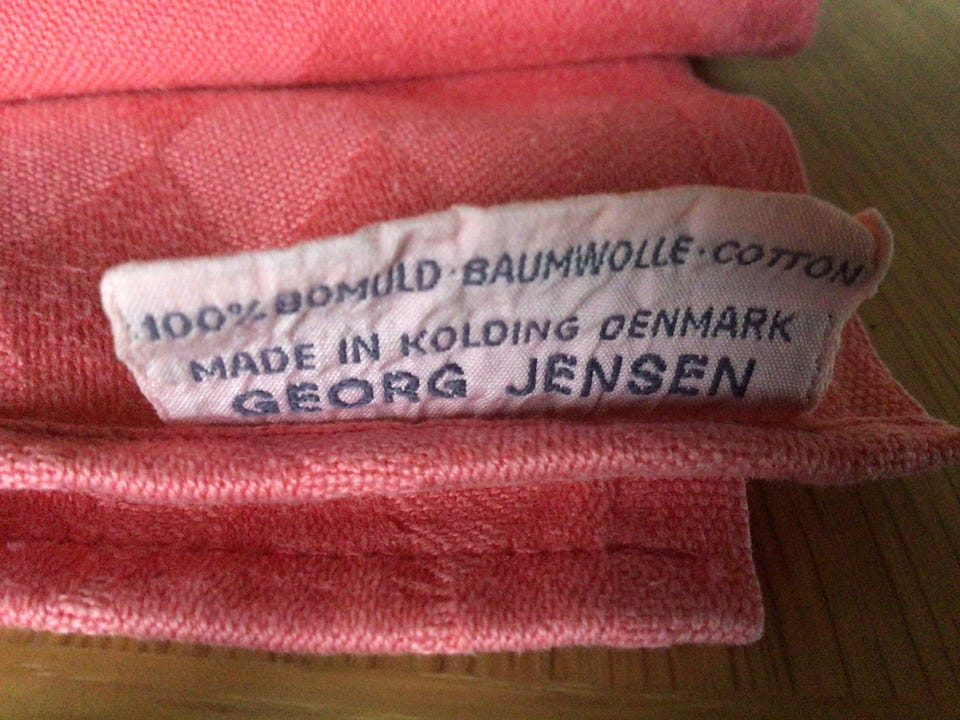 100% BOMULD · BAUMWOLLE · COTTON
MADE IN KOLDING DENMARK
GEORG JENSEN